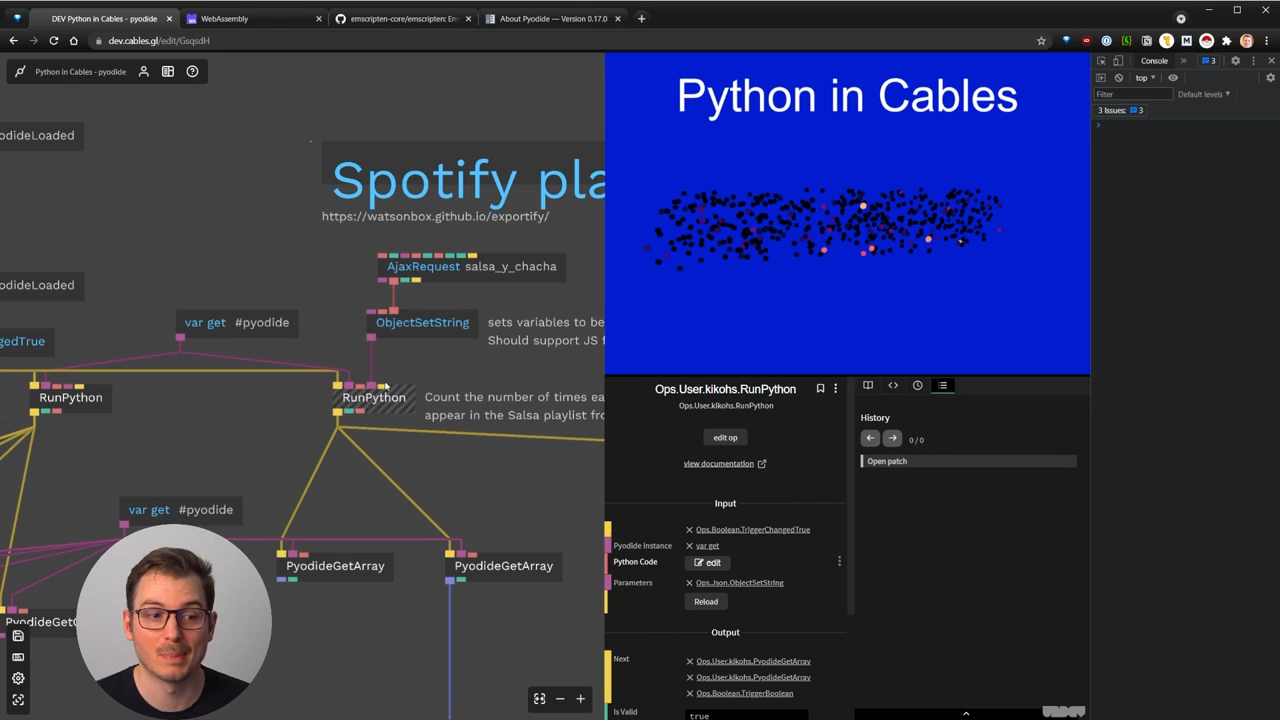 DEV Python in Cables - pyodide
WebAssembly
emscripten-core/emscripten: Em
About Pyodide — Version 0.17.0
dev.cables.gl/edit/GsqsdH
Python in Cables - pyodide
Console
3
top
Filter
Default levels
3 Issues: 3
odideLoaded
Spotify pla
https://watsonbox.github.io/exportify/
AjaxRequest salsa_y_chacha
odideLoaded
var get #pyodide
ObjectSetString
sets variables to be
Should support JS f
gedTrue
RunPython
RunPython
Count the number of times ea
appear in the Salsa playlist fro
var get #pyodide
PyodideGetArray
PyodideGetArray
PyodideG
Python in Cables
Ops.User.kikohs.RunPython
Ops.User.kikohs.RunPython
edit op
view documentation
Input
Ops.Boolean.TriggerChangedTrue
Pyodide Instance
var get
Python Code
edit
Parameters
Ops.Json.ObjectSetString
Reload
Output
Next
Ops.User.kikohs.PyodideGetArray
Ops.User.kikohs.PyodideGetArray
Ops.Boolean.TriggerBoolean
Is Valid
true
History
0 / 0
Open patch